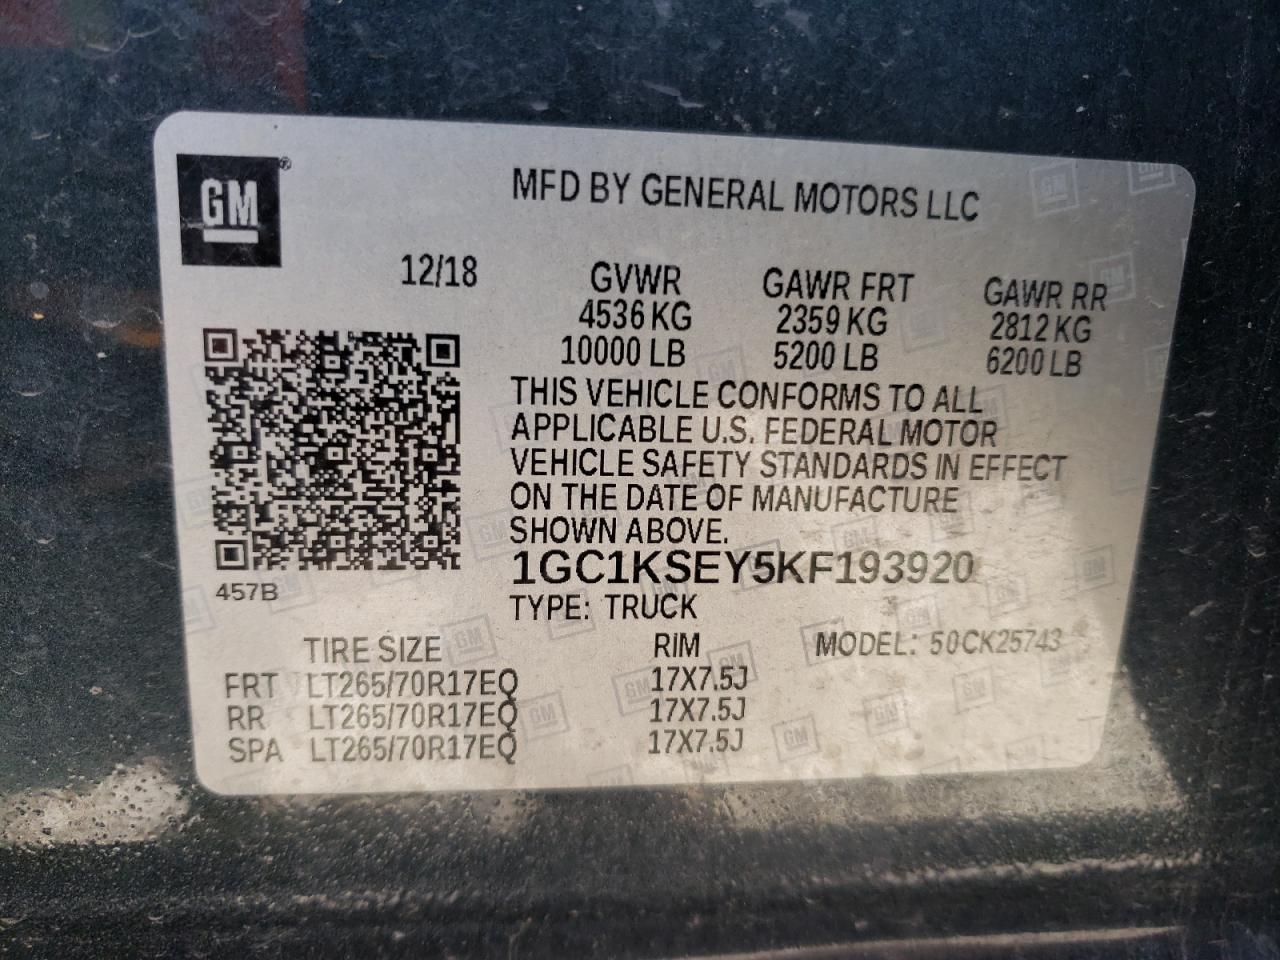 GM®
MFD BY GENERAL MOTORS LLC
12/18 GVWR GAWR FRT GAWR RR
4536 KG 2359 KG 2812 KG
10000 LB 5200 LB 6200 LB
THIS VEHICLE CONFORMS TO ALL
APPLICABLE U.S. FEDERAL MOTOR
VEHICLE SAFETY STANDARDS IN EFFECT
ON THE DATE OF MANUFACTURE
SHOWN ABOVE.
1GC1KSEY5KF193920
457B
TYPE: TRUCK
TIRE SIZE RIM MODEL: 50CK25743
FRT LT265/70R17EQ 17X7.5J
RR LT265/70R17EQ 17X7.5J
SPA LT265/70R17EQ 17X7.5J